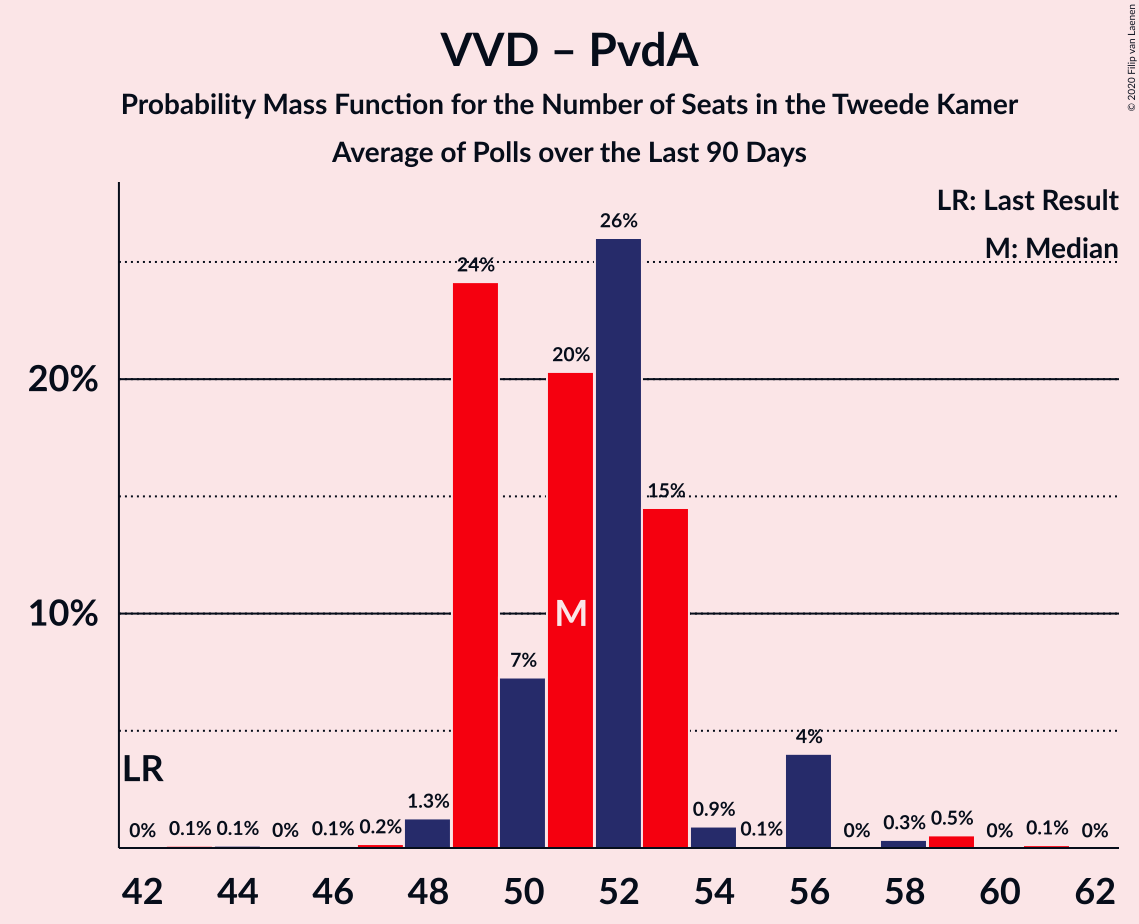 VVD – PvdA
Probability Mass Function for the Number of Seats in the Tweede Kamer
Average of Polls over the Last 90 Days
© 2020 Filip van Laenen
LR: Last Result
M: Median
26%
24%
20%
20%
15%
10%
M
7%
4%
LR
0% 0.1% 0.1% 0% 0.1% 0.2% 1.3% 0.9% 0.1% 0% 0.3% 0.5% 0% 0.1% 0%
42 44 46 48 50 52 54 56 58 60 62